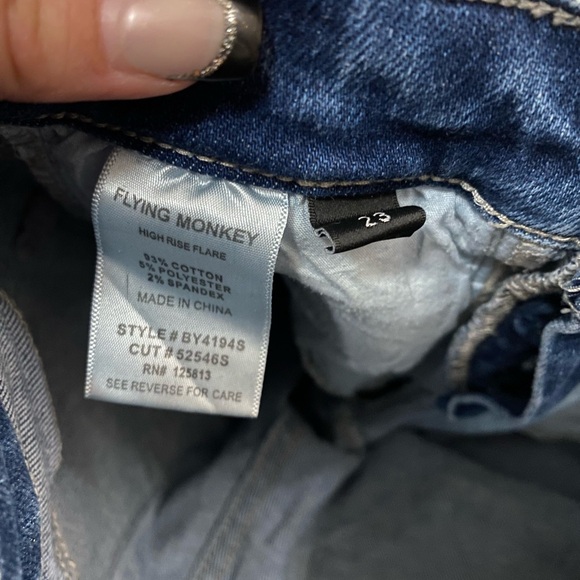 FLYING MONKEY
HIGH RISE FLARE
93% COTTON
5% POLYESTER
2% SPANDEX
MADE IN CHINA
STYLE # BY4194S
CUT # 52546S
RN# 125813
SEE REVERSE FOR CARE
23